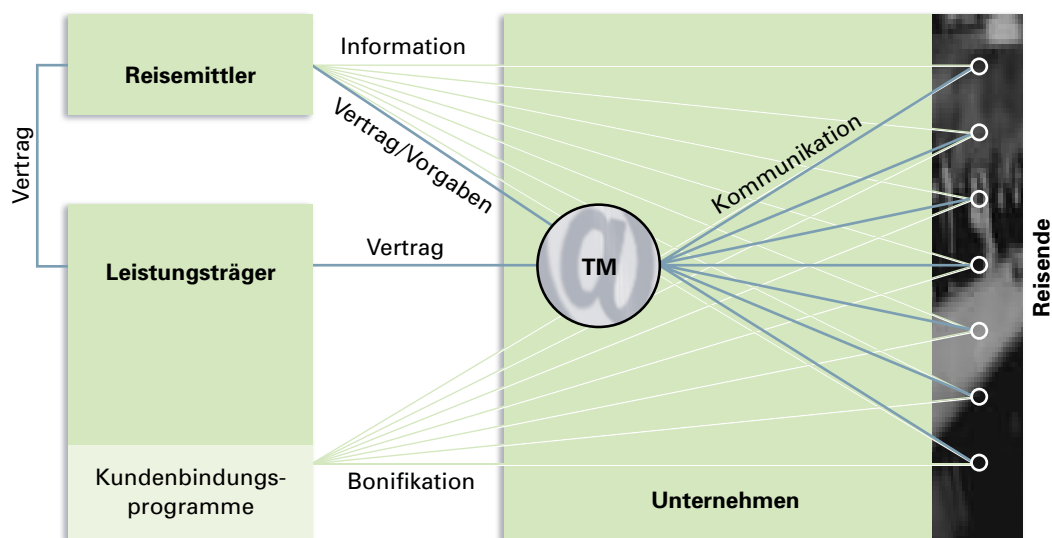 Information
Reisemittler
Vertrag
Vertrag/Vorgaben
Kommunikation
Vertrag
Leistungsträger
@
TM
Reisende
Kundenbindungs-
programme
Bonifikation
Unternehmen